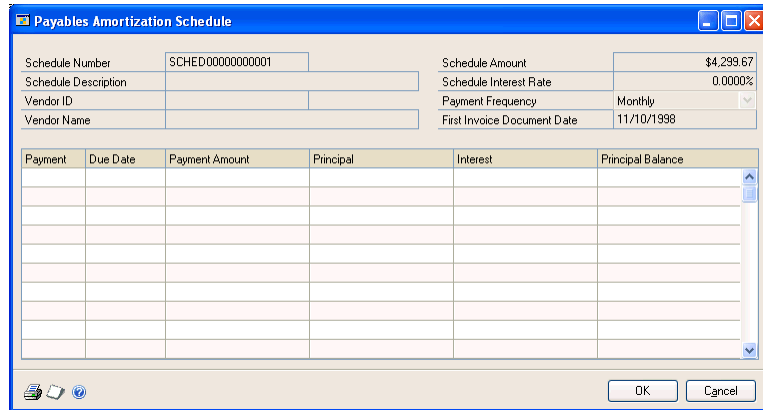 Payables Amortization Schedule
Schedule Number SCHED00000000001 Schedule Amount $4,299.67
Schedule Description Schedule Interest Rate 0.0000%
Vendor ID Payment Frequency Monthly
Vendor Name First Invoice Document Date 11/10/1998
Payment Due Date Payment Amount Principal Interest Principal Balance
OK Cancel